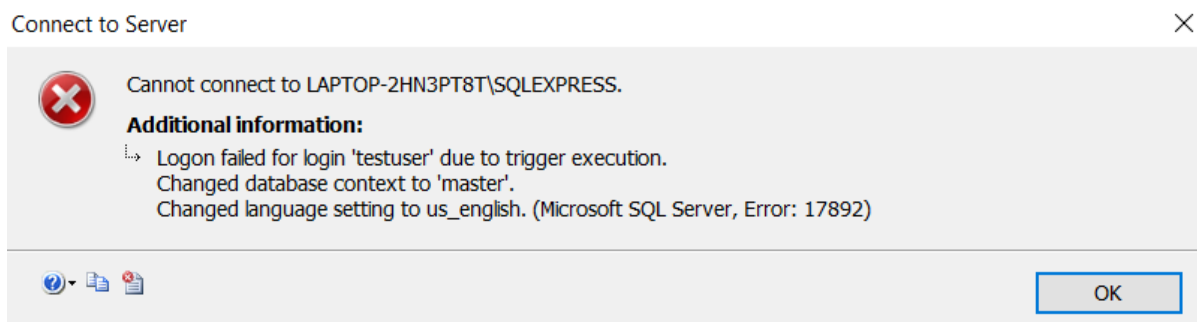 Connect to Server
Cannot connect to LAPTOP-2HN3PT8T\SQLEXPRESS.
Additional information:
Logon failed for login 'testuser' due to trigger execution.
Changed database context to 'master'.
Changed language setting to us_english. (Microsoft SQL Server, Error: 17892)
OK